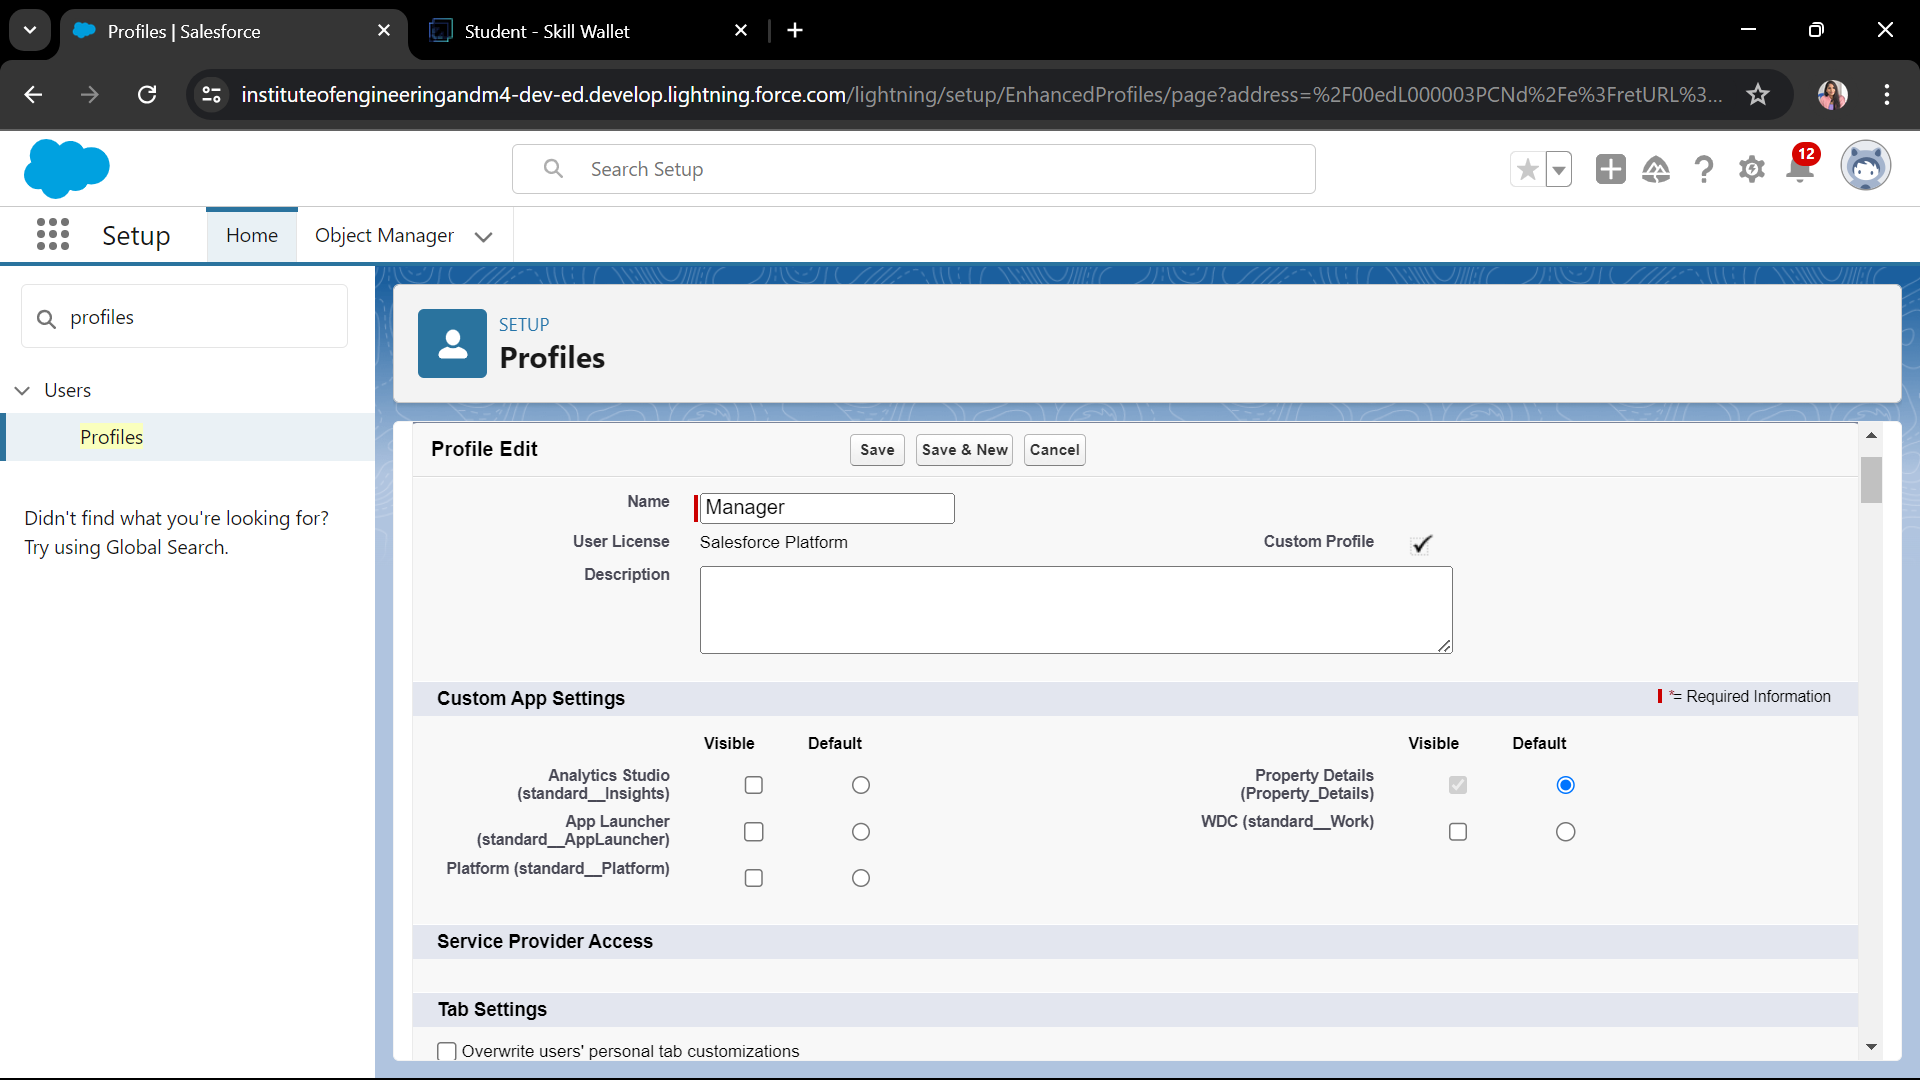 Profiles | Salesforce
Student - Skill Wallet
instituteofengineeringandm4-dev-ed.develop.lightning.force.com/lightning/setup/EnhancedProfiles/page?address=%2F00edL000003PCNd%2Fe%3FretURL%3...
Search Setup
12
Setup
Home
Object Manager
profiles
Users
Profiles
Didn't find what you're looking for?
Try using Global Search.
SETUP
Profiles
Profile Edit
Save
Save & New
Cancel
Name
Manager
User License
Salesforce Platform
Custom Profile
Description
Custom App Settings
*= Required Information
Visible
Default
Visible
Default
Analytics Studio
(standard__Insights)
Property Details
(Property_Details)
App Launcher
(standard__AppLauncher)
WDC (standard__Work)
Platform (standard__Platform)
Service Provider Access
Tab Settings
Overwrite users' personal tab customizations